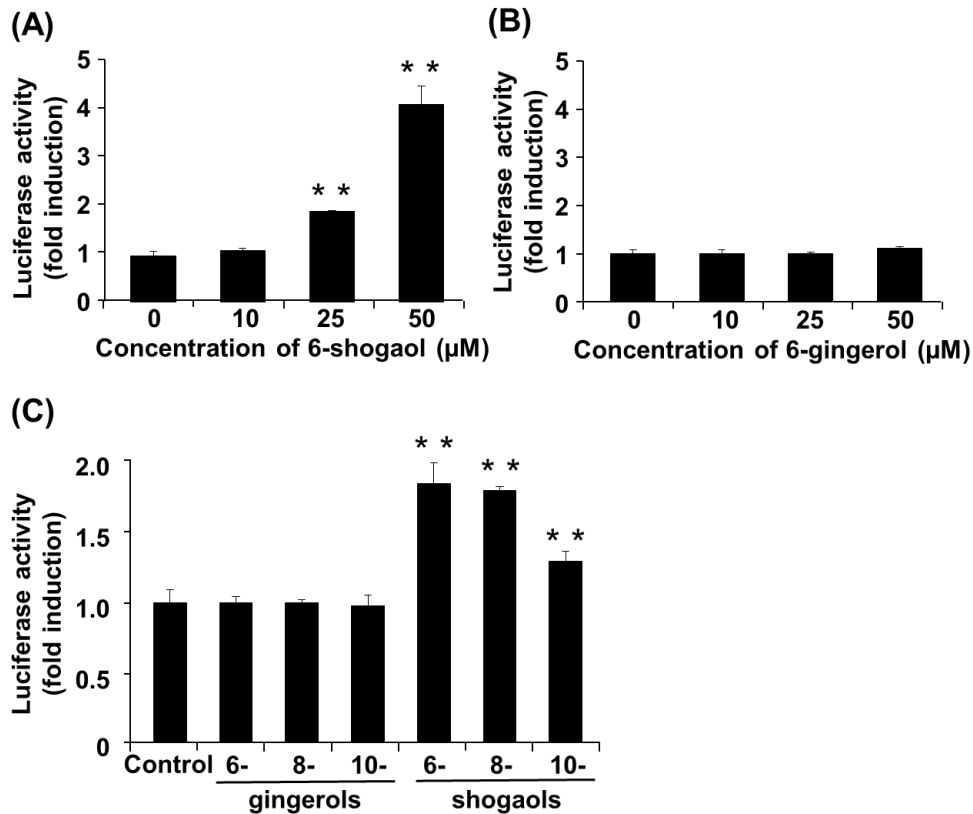 (A)
5
4
3
2
1
0
Luciferase activity
(fold induction)
* *
* *
0 10 25 50
Concentration of 6-shogaol (μM)
(B)
5
4
3
2
1
0
Luciferase activity
(fold induction)
0 10 25 50
Concentration of 6-gingerol (μM)
(C)
2.0
1.5
1.0
0.5
0
Luciferase activity
(fold induction)
* *
* *
* *
Control 6- 8- 10- 6- 8- 10-
gingerols shogaols